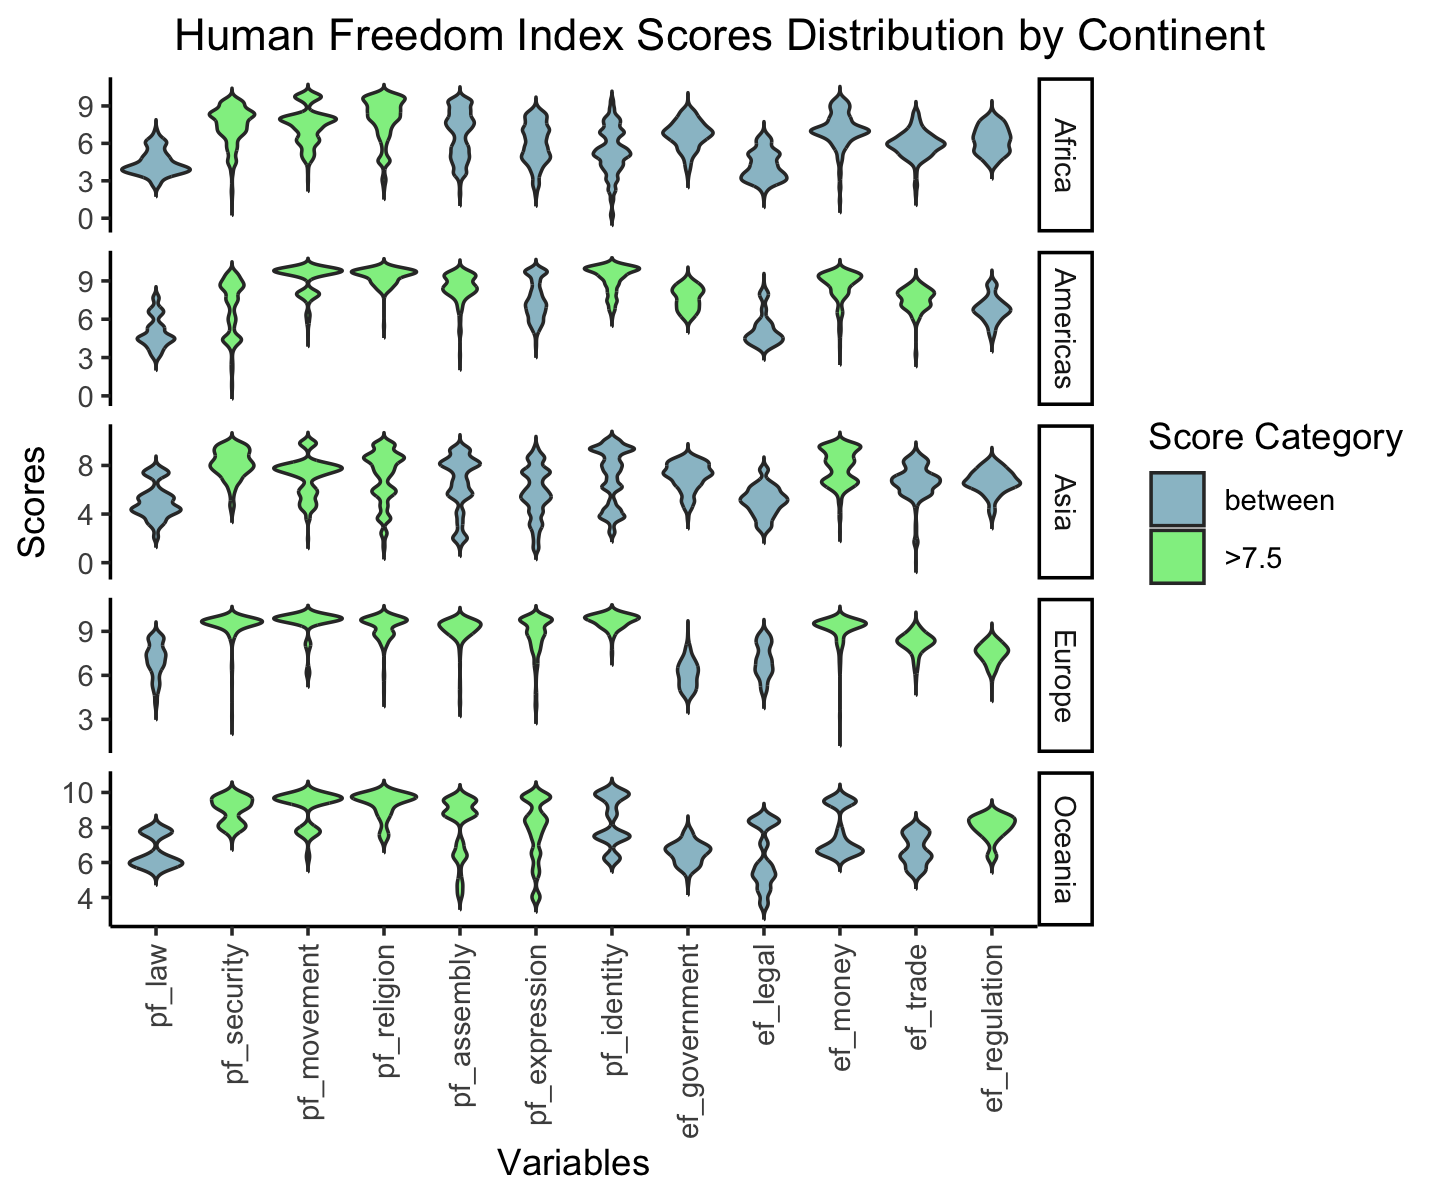 Human Freedom Index Scores Distribution by Continent
Scores
9
6
3
0
Africa
9
6
3
0
Americas
8
4
0
Asia
9
6
3
Europe
10
8
6
4
Oceania
pf_law
pf_security
pf_movement
pf_religion
pf_assembly
pf_expression
pf_identity
ef_government
ef_legal
ef_money
ef_trade
ef_regulation
Variables
Score Category
between
>7.5